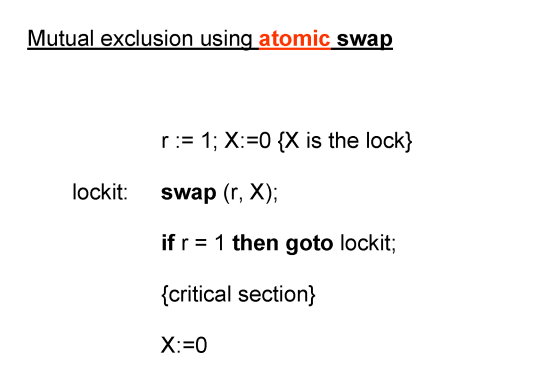 Mutual exclusion using atomic swap
r := 1; X:=0 {X is the lock}
lockit: swap (r, X);
if r = 1 then goto lockit;
{critical section}
X:=0